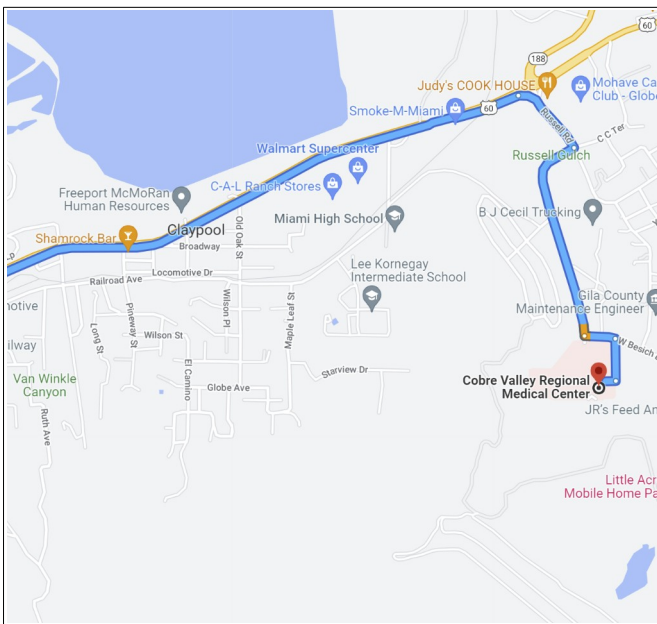 60
188
Judy's COOK HOUSE
Mohave Ca
Club - Globe
Smoke-M-Miami
60
Russell Rd
C C Ter
Walmart Supercenter
Russell Gulch
C-A-L Ranch Stores
Freeport McMoRan
Human Resources
Miami High School
B J Cecil Trucking
Shamrock Bar
Claypool
Broadway
Old Oak St
Locomotive Dr
Railroad Ave
Lee Kornegay
Intermediate School
Gila County
Maintenance Engineer
motive
Wilson Pl
Maple Leaf St
Pineway St
Long St
Wilson St
ilway
W Besich
El Camino
Starview Dr
Van Winkle
Canyon
Globe Ave
Cobre Valley Regional
Medical Center
Ruth Ave
JR's Feed An
Little Acr
Mobile Home Pa